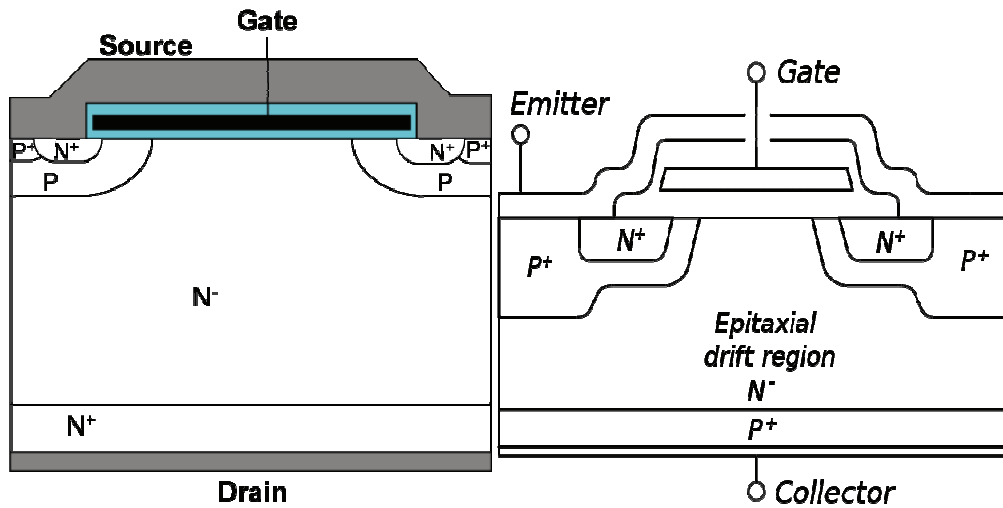 Gate
Source
P⁺ N⁺ N⁺ P⁺
P P
N⁻
N⁺
Drain
Gate
Emitter
N⁺ N⁺
P⁺ P⁺
Epitaxial
drift region
N⁻
P⁺
Collector